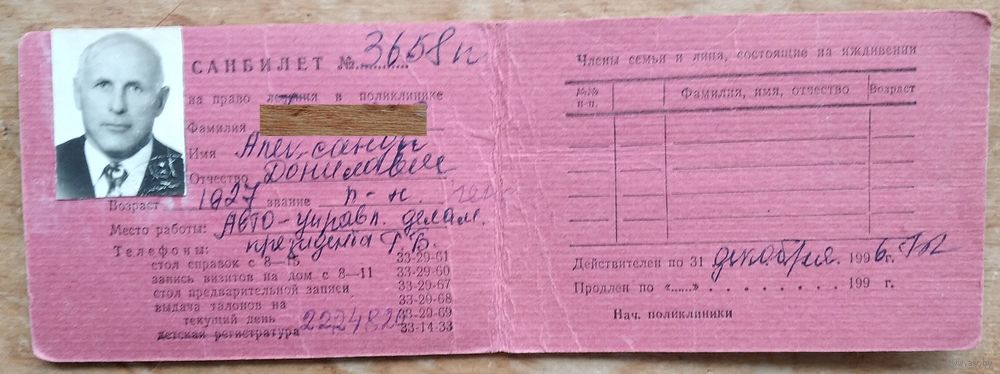 САНБИЛЕТ № 3658п
на право лечения в поликлинике
Фамилия
Имя Александр
Отчество Данилович
Возраст 1927 звание п-к.
Место работы: Авто-управл. делам.
президента Р.Б.
Телефоны:
стол справок с 8—15 33-29-61
запись визитов на дом с 8—11 33-29-60
стол предварительной записи 33-29-67
выдача талонов на 33-29-68
текущий день 33-29-69
детская регистратура 2224820 33-14-33
Члены семьи и лица, состоящие на иждивении
№№ п-п. Фамилия, имя, отчество Возраст
Действителен по 31 декабря 1996г.
Продлен по «......» . . . . . . . . . 199 г.
Нач. поликлиники